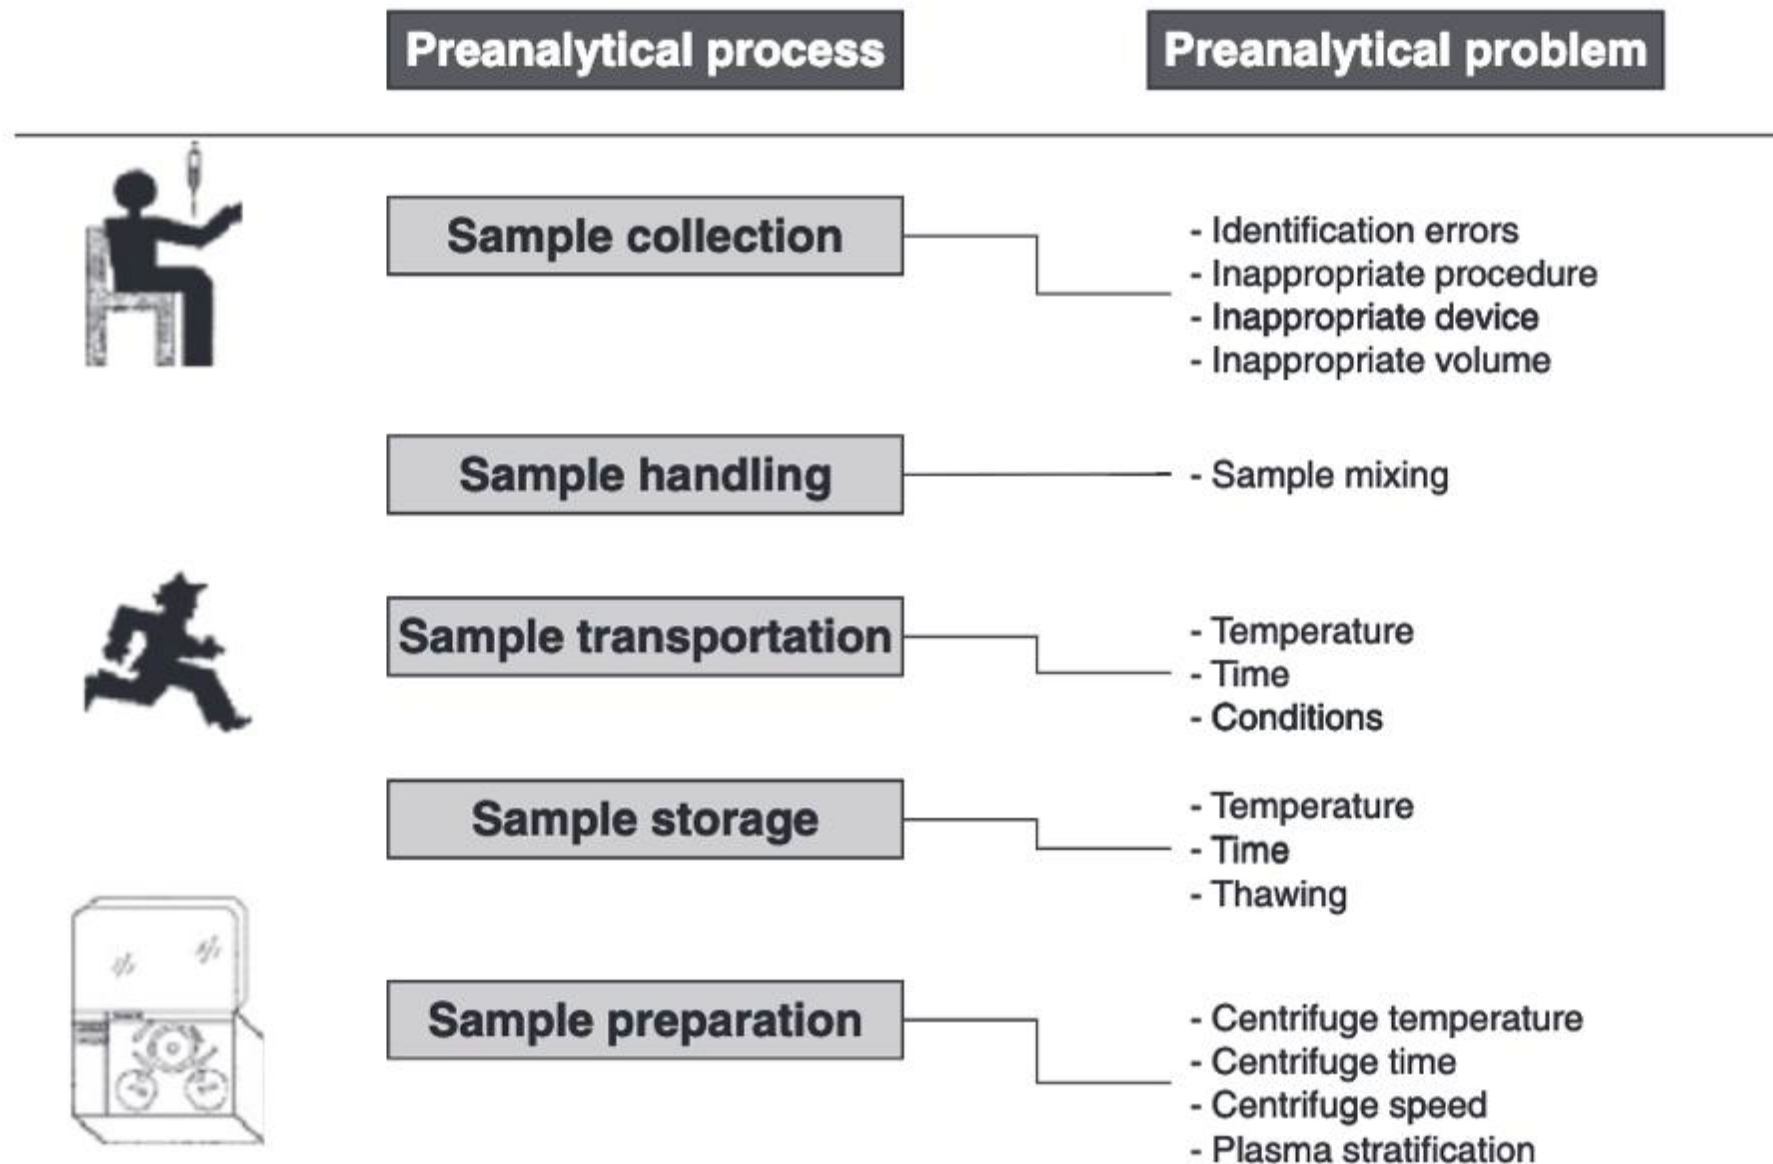 Preanalytical process
Preanalytical problem
Sample collection
- Identification errors
- Inappropriate procedure
- Inappropriate device
- Inappropriate volume
Sample handling
- Sample mixing
Sample transportation
- Temperature
- Time
- Conditions
Sample storage
- Temperature
- Time
- Thawing
Sample preparation
- Centrifuge temperature
- Centrifuge time
- Centrifuge speed
- Plasma stratification